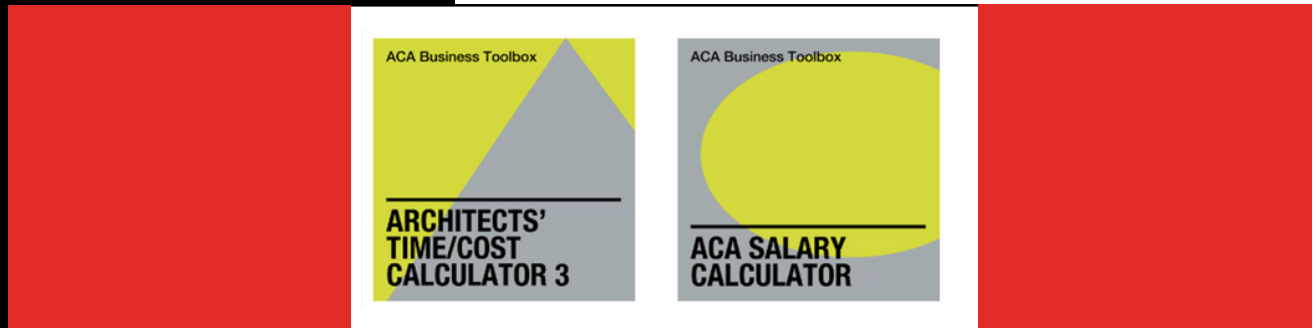 ACA Business Toolbox
ARCHITECTS'
TIME/COST
CALCULATOR 3
ACA Business Toolbox
ACA SALARY
CALCULATOR